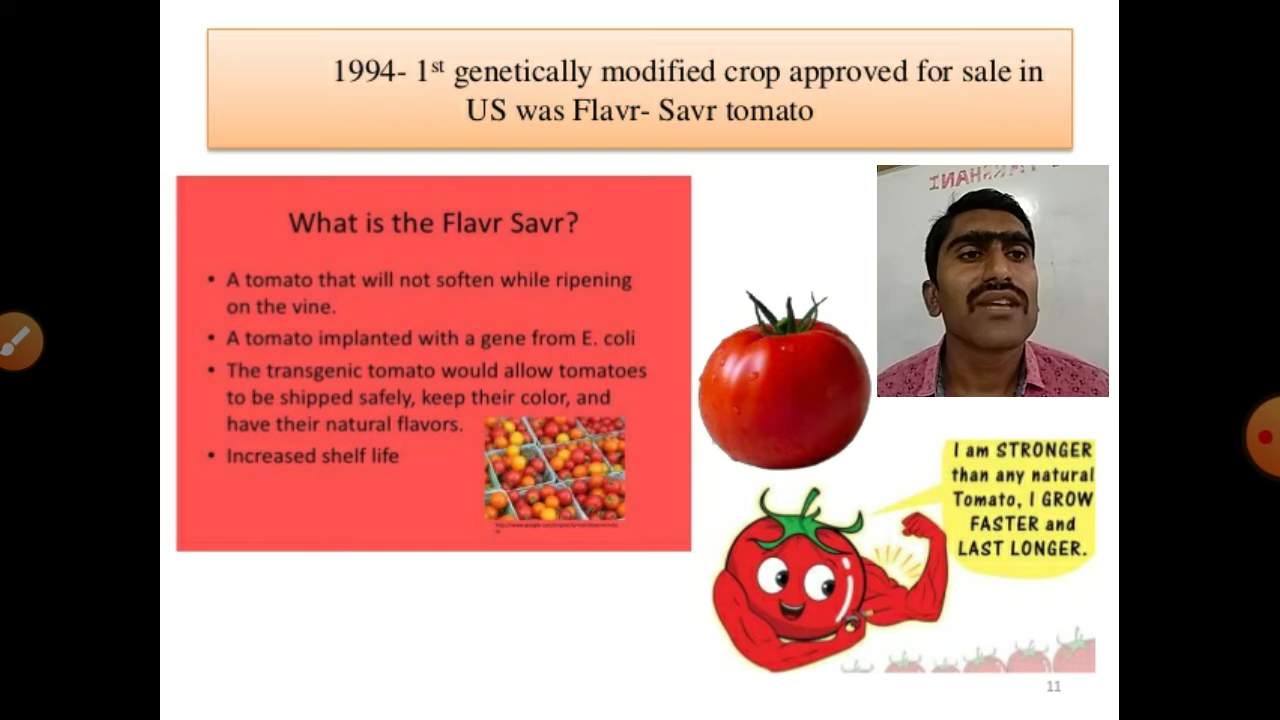 1994- 1st genetically modified crop approved for sale in
US was Flavr- Savr tomato
What is the Flavr Savr?
• A tomato that will not soften while ripening
on the vine.
• A tomato implanted with a gene from E. coli
• The transgenic tomato would allow tomatoes
to be shipped safely, keep their color, and
have their natural flavors.
• Increased shelf life
I am STRONGER
than any natural
Tomato, I GROW
FASTER and
LAST LONGER.
11